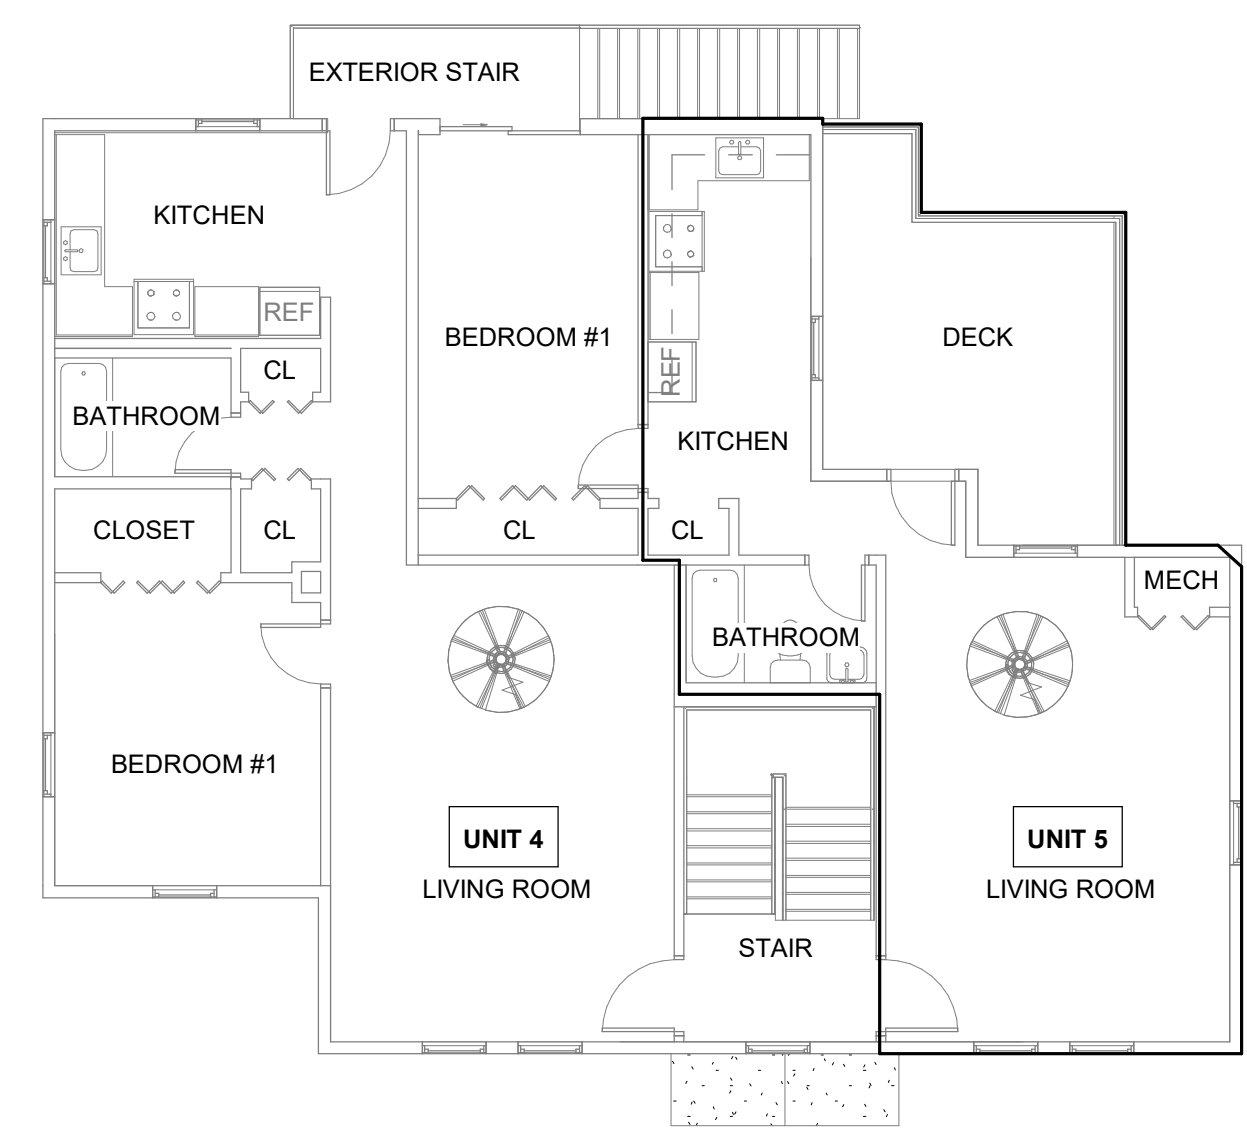 EXTERIOR STAIR
KITCHEN
REF
BEDROOM #1
DECK
REF
CL
BATHROOM
KITCHEN
CLOSET
CL
CL
CL
MECH
BATHROOM
BEDROOM #1
UNIT 4
LIVING ROOM
UNIT 5
LIVING ROOM
STAIR